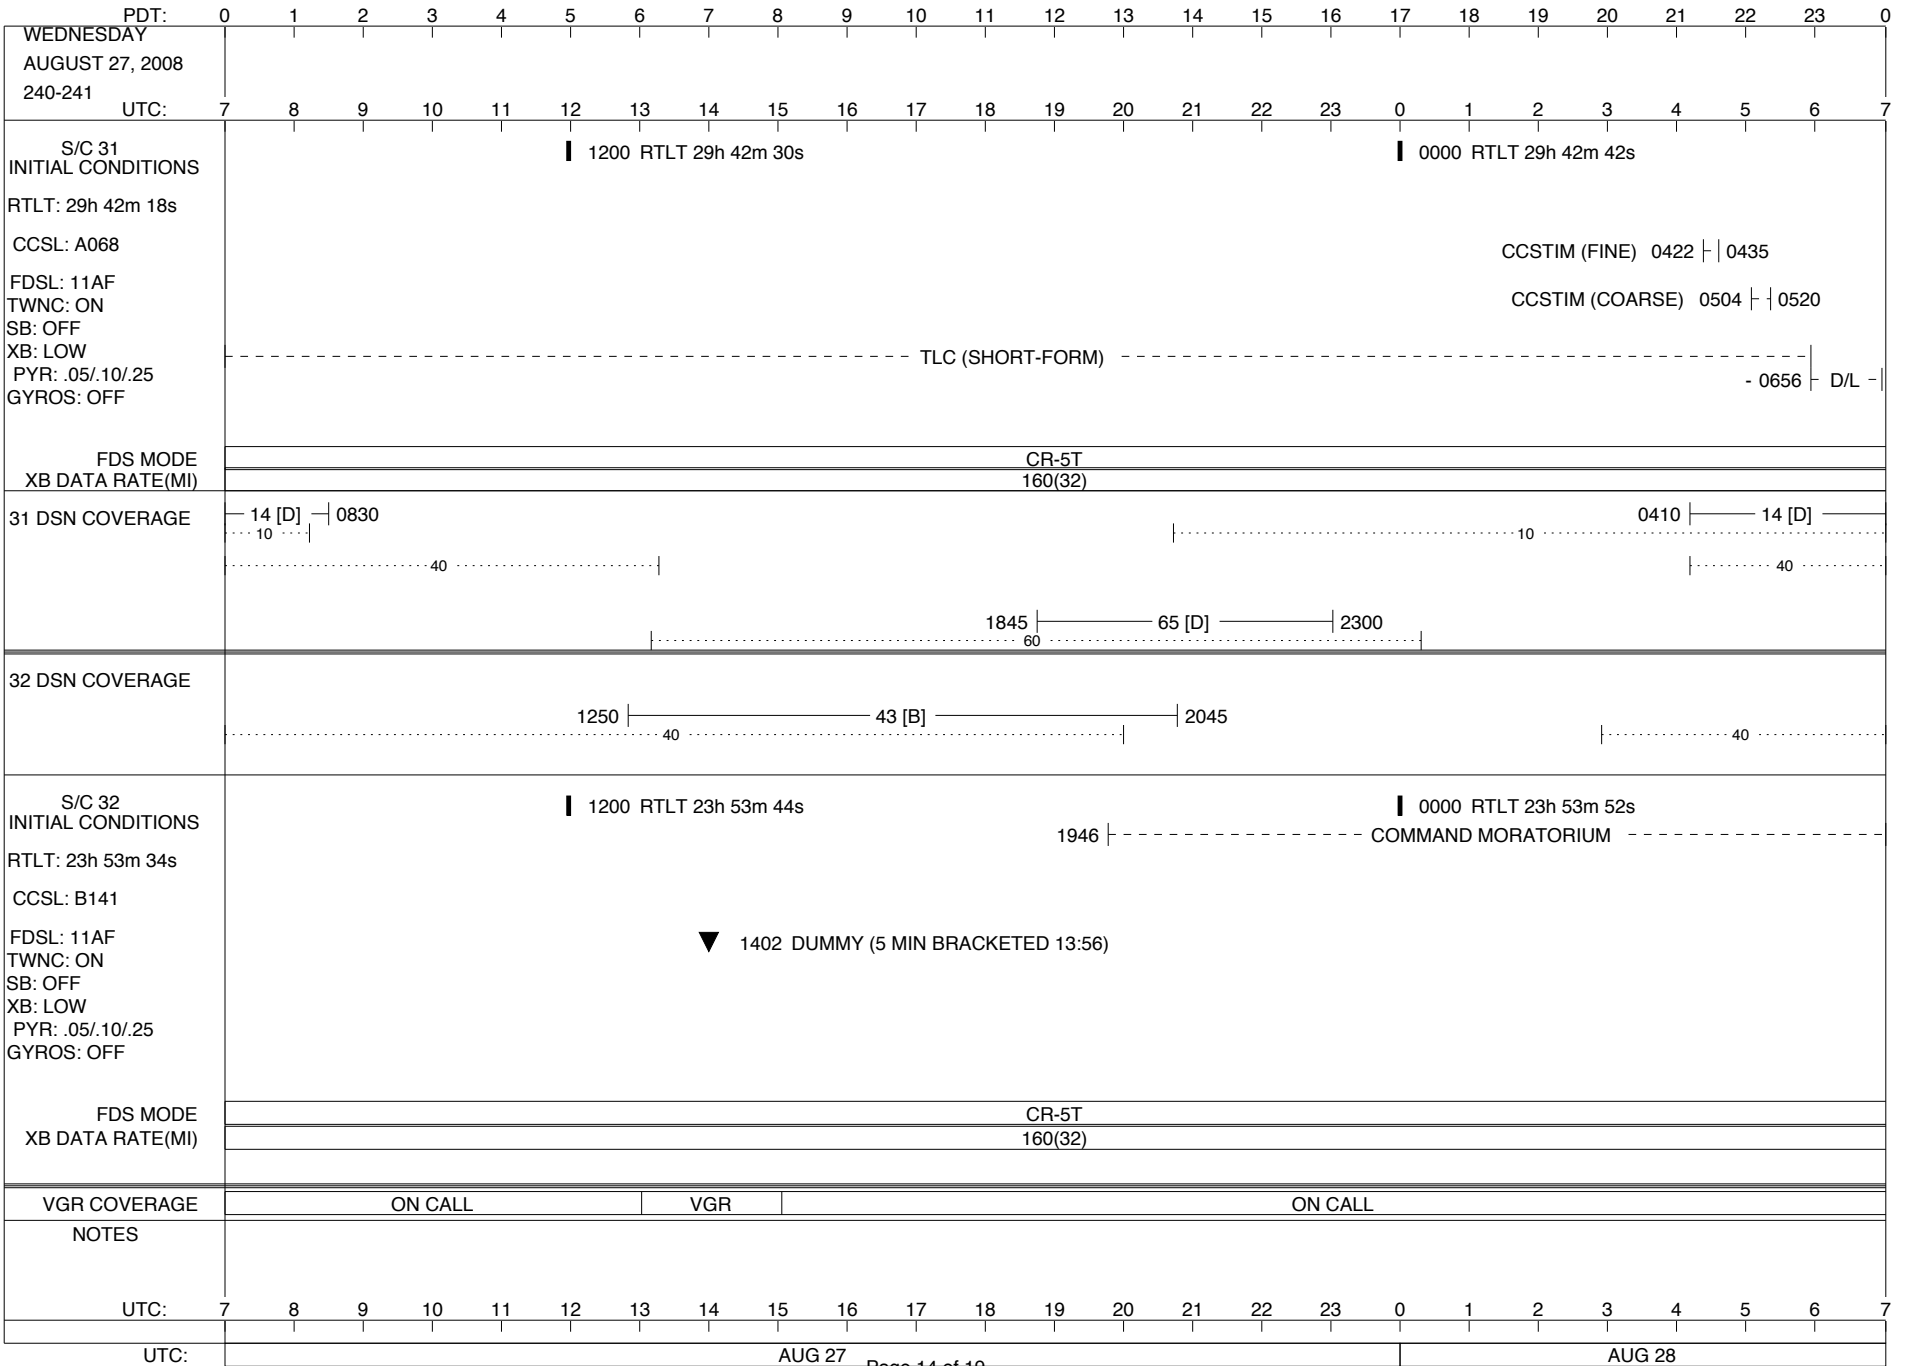 PDT: 0 1 2 3 4 5 6 7 8 9 10 11 12 13 14 15 16 17 18 19 20 21 22 23 0
WEDNESDAY
AUGUST 27, 2008
240-241
UTC: 7 8 9 10 11 12 13 14 15 16 17 18 19 20 21 22 23 0 1 2 3 4 5 6 7
S/C 31
INITIAL CONDITIONS
1200 RTLT 29h 42m 30s
0000 RTLT 29h 42m 42s
RTLT: 29h 42m 18s
CCSL: A068
CCSTIM (FINE) 0422 0435
FDSL: 11AF
TWNC: ON
CCSTIM (COARSE) 0504 0520
SB: OFF
XB: LOW
TLC (SHORT-FORM)
PYR: .05/.10/.25
- 0656 D/L
GYROS: OFF
FDS MODE CR-5T
XB DATA RATE(MI) 160(32)
31 DSN COVERAGE
14 [D] 0830
0410 14 [D]
10
10
40
40
1845 65 [D] 2300
60
32 DSN COVERAGE
1250 43 [B] 2045
40
40
S/C 32
INITIAL CONDITIONS
1200 RTLT 23h 53m 44s
0000 RTLT 23h 53m 52s
1946 COMMAND MORATORIUM
RTLT: 23h 53m 34s
CCSL: B141
FDSL: 11AF
1402 DUMMY (5 MIN BRACKETED 13:56)
TWNC: ON
SB: OFF
XB: LOW
PYR: .05/.10/.25
GYROS: OFF
FDS MODE CR-5T
XB DATA RATE(MI) 160(32)
VGR COVERAGE ON CALL VGR ON CALL
NOTES
UTC: 7 8 9 10 11 12 13 14 15 16 17 18 19 20 21 22 23 0 1 2 3 4 5 6 7
UTC: AUG 27 AUG 28
Page 14 of 19